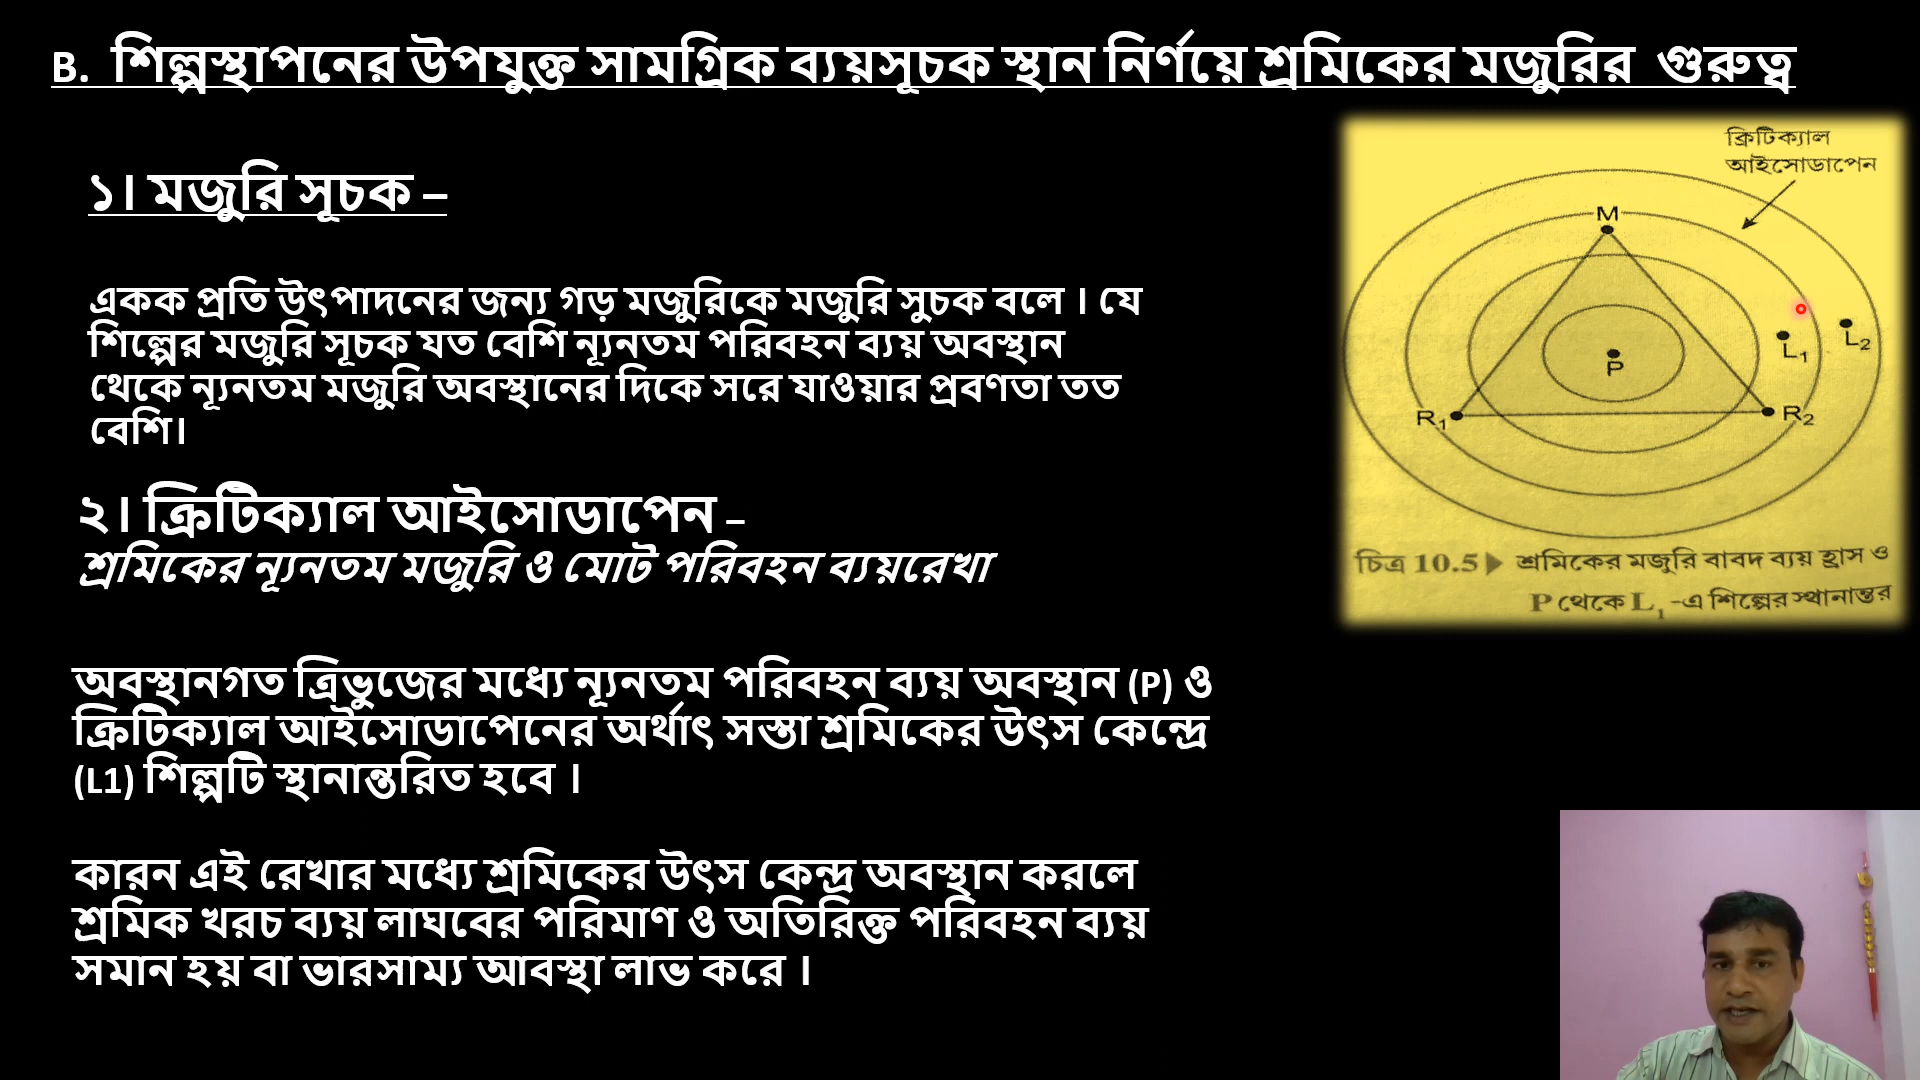 B. শিল্পস্থাপনের উপযুক্ত সামগ্রিক ব্যয়সূচক স্থান নির্ণয়ে শ্রমিকের মজুরির গুরুত্ব
১। মজুরি সূচক –
একক প্রতি উৎপাদনের জন্য গড় মজুরিকে মজুরি সুচক বলে । যে
শিল্পের মজুরি সূচক যত বেশি ন্যূনতম পরিবহন ব্যয় অবস্থান
থেকে ন্যূনতম মজুরি অবস্থানের দিকে সরে যাওয়ার প্রবণতা তত
বেশি।
২। ক্রিটিক্যাল আইসোডাপেন –
শ্রমিকের ন্যূনতম মজুরি ও মোট পরিবহন ব্যয়রেখা
অবস্থানগত ত্রিভুজের মধ্যে ন্যূনতম পরিবহন ব্যয় অবস্থান (P) ও
ক্রিটিক্যাল আইসোডাপেনের অর্থাৎ সস্তা শ্রমিকের উৎস কেন্দ্রে
(L1) শিল্পটি স্থানান্তরিত হবে ।
কারন এই রেখার মধ্যে শ্রমিকের উৎস কেন্দ্র অবস্থান করলে
শ্রমিক খরচ ব্যয় লাঘবের পরিমাণ ও অতিরিক্ত পরিবহন ব্যয়
সমান হয় বা ভারসাম্য আবস্থা লাভ করে ।
ক্রিটিক্যাল
আইসোডাপেন
M
L₁
L₂
P
R₁
R₂
চিত্র 10.5▶ শ্রমিকের মজুরি বাবদ ব্যয় হ্রাস ও
P থেকে L₁-এ শিল্পের স্থানান্তর